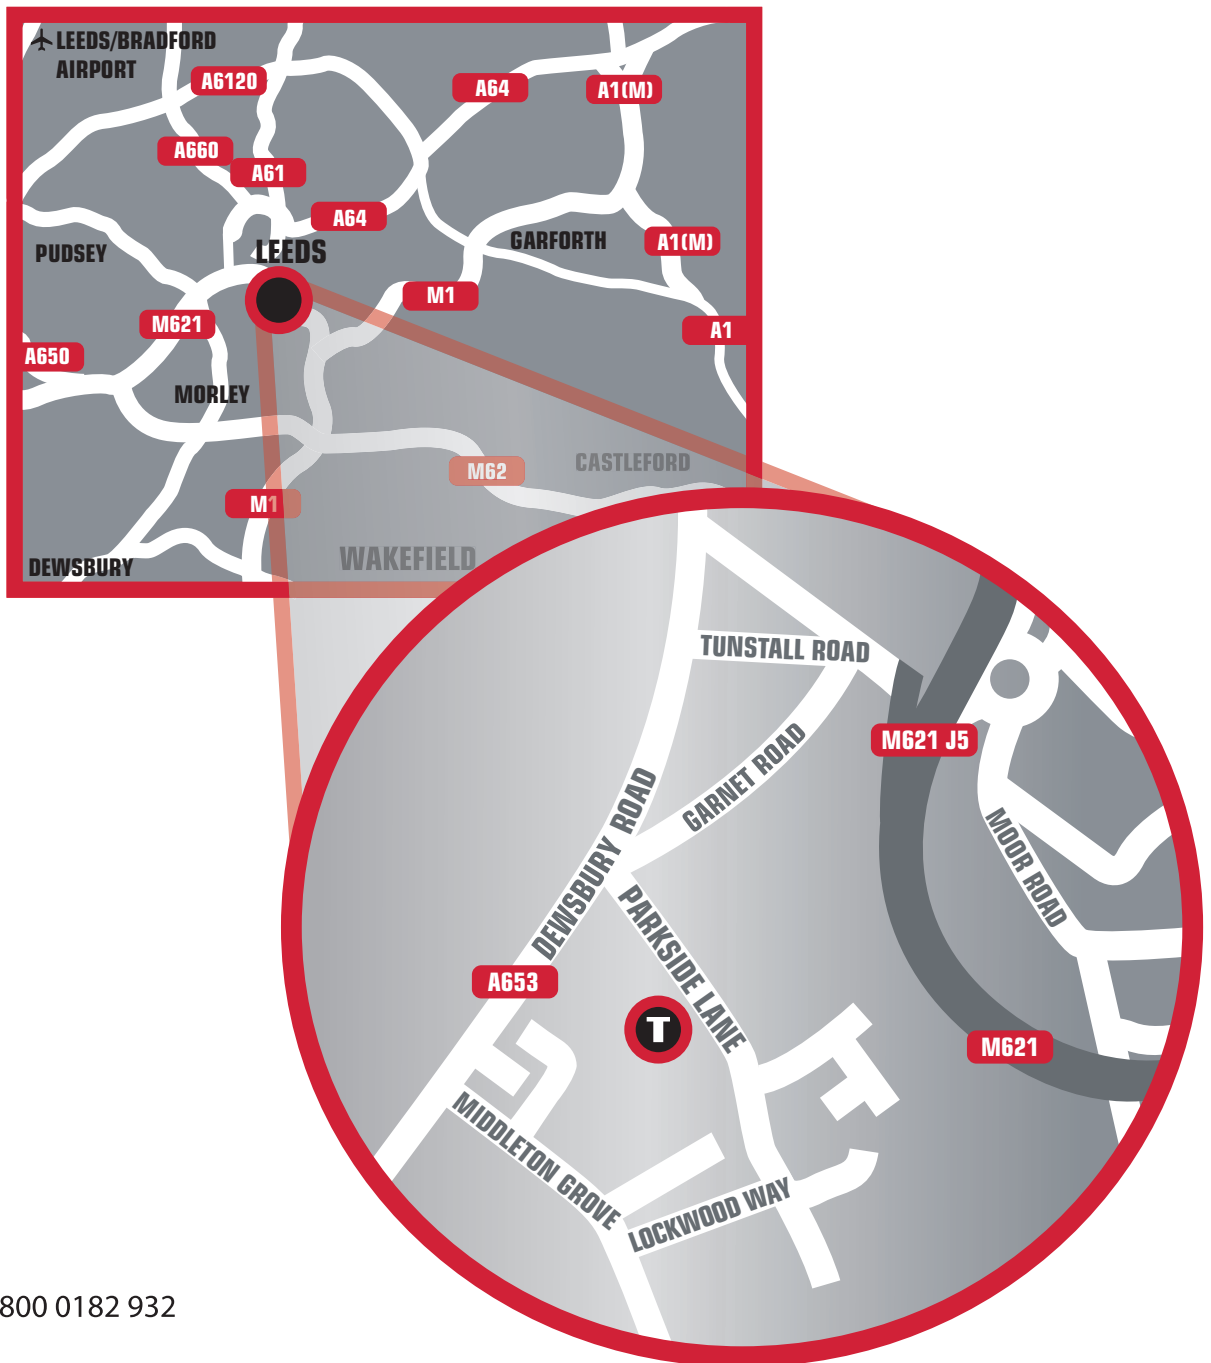 LEEDS/BRADFORD
AIRPORT
A6120
A64
A1(M)
A660
A61
A64
PUDSEY
LEEDS
GARFORTH
A1(M)
M1
M621
A1
A650
MORLEY
M62
CASTLEFORD
M1
WAKEFIELD
DEWSBURY
TUNSTALL ROAD
M621 J5
GARNET ROAD
DEWSBURY ROAD
MOOR ROAD
PARKSIDE LANE
A653
T
M621
MIDDLETON GROVE
LOCKWOOD WAY
800 0182 932